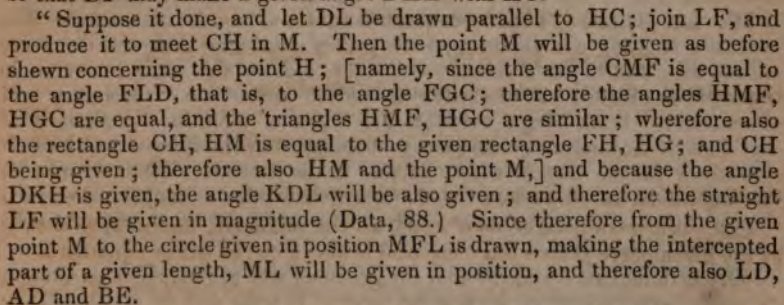 “ Suppose it done, and let DL be drawn parallel to HC; join LF, and
produce it to meet CH in M. Then the point M will be given as before
shewn concerning the point H; [namely, since the angle CMF is equal to
the angle FLD, that is, to the angle FGC; therefore the angles HMF,
HGC are equal, and the triangles HMF, HGC are similar; wherefore also
the rectangle CH, HM is equal to the given rectangle FH, HG; and CH
being given; therefore also HM and the point M,] and because the angle
DKH is given, the angle KDL will be also given; and therefore the straight
LF will be given in magnitude (Data, 88.) Since therefore from the given
point M to the circle given in position MFL is drawn, making the intercepted
part of a given length, ML will be given in position, and therefore also LD,
AD and BE.